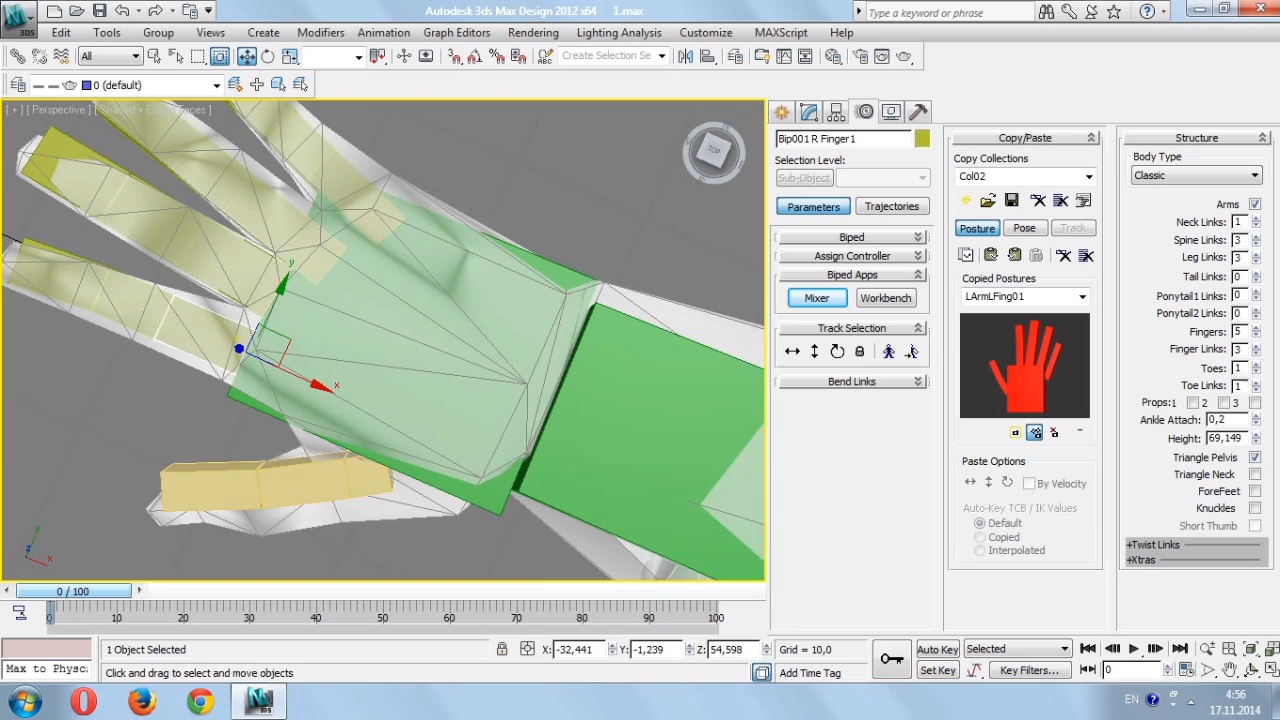 Autodesk 3ds Max Design 2012 x64 1.max
Type a keyword or phrase
3DS
Edit Tools Group Views Create Modifiers Animation Graph Editors Rendering Lighting Analysis Customize MAXScript Help
All
Create Selection Se
0 (default)
[ + ] [ Perspective ]
TOP
y
x
z
y
x
Bip001 R Finger1
Selection Level:
Sub-Object
Parameters Trajectories
Biped
Assign Controller
Biped Apps
Mixer Workbench
Track Selection
Bend Links
Copy/Paste
Copy Collections
Col02
Posture Pose Track
Copied Postures
LArmLFing01
Paste Options
By Velocity
Auto-Key TCB / IK Values
Default
Copied
Interpolated
Structure
Body Type
Classic
Arms
Neck Links: 1
Spine Links: 3
Leg Links: 3
Tail Links: 0
Ponytail1 Links: 0
Ponytail2 Links: 0
Fingers: 5
Finger Links: 3
Toes: 1
Toe Links: 1
Props: 1 2 3
Ankle Attach: 0,2
Height: 69,149
Triangle Pelvis
Triangle Neck
ForeFeet
Knuckles
Short Thumb
+Twist Links
+Xtras
0 / 100
0 10 20 30 40 50 60 70 80 90 100
1 Object Selected
X: -32,441 Y: -1,239 Z: 54,598
Grid = 10,0
Auto Key
Selected
Max to Physc
Click and drag to select and move objects
Add Time Tag
Set Key
Key Filters...
0
3DS
EN
4:56
17.11.2014